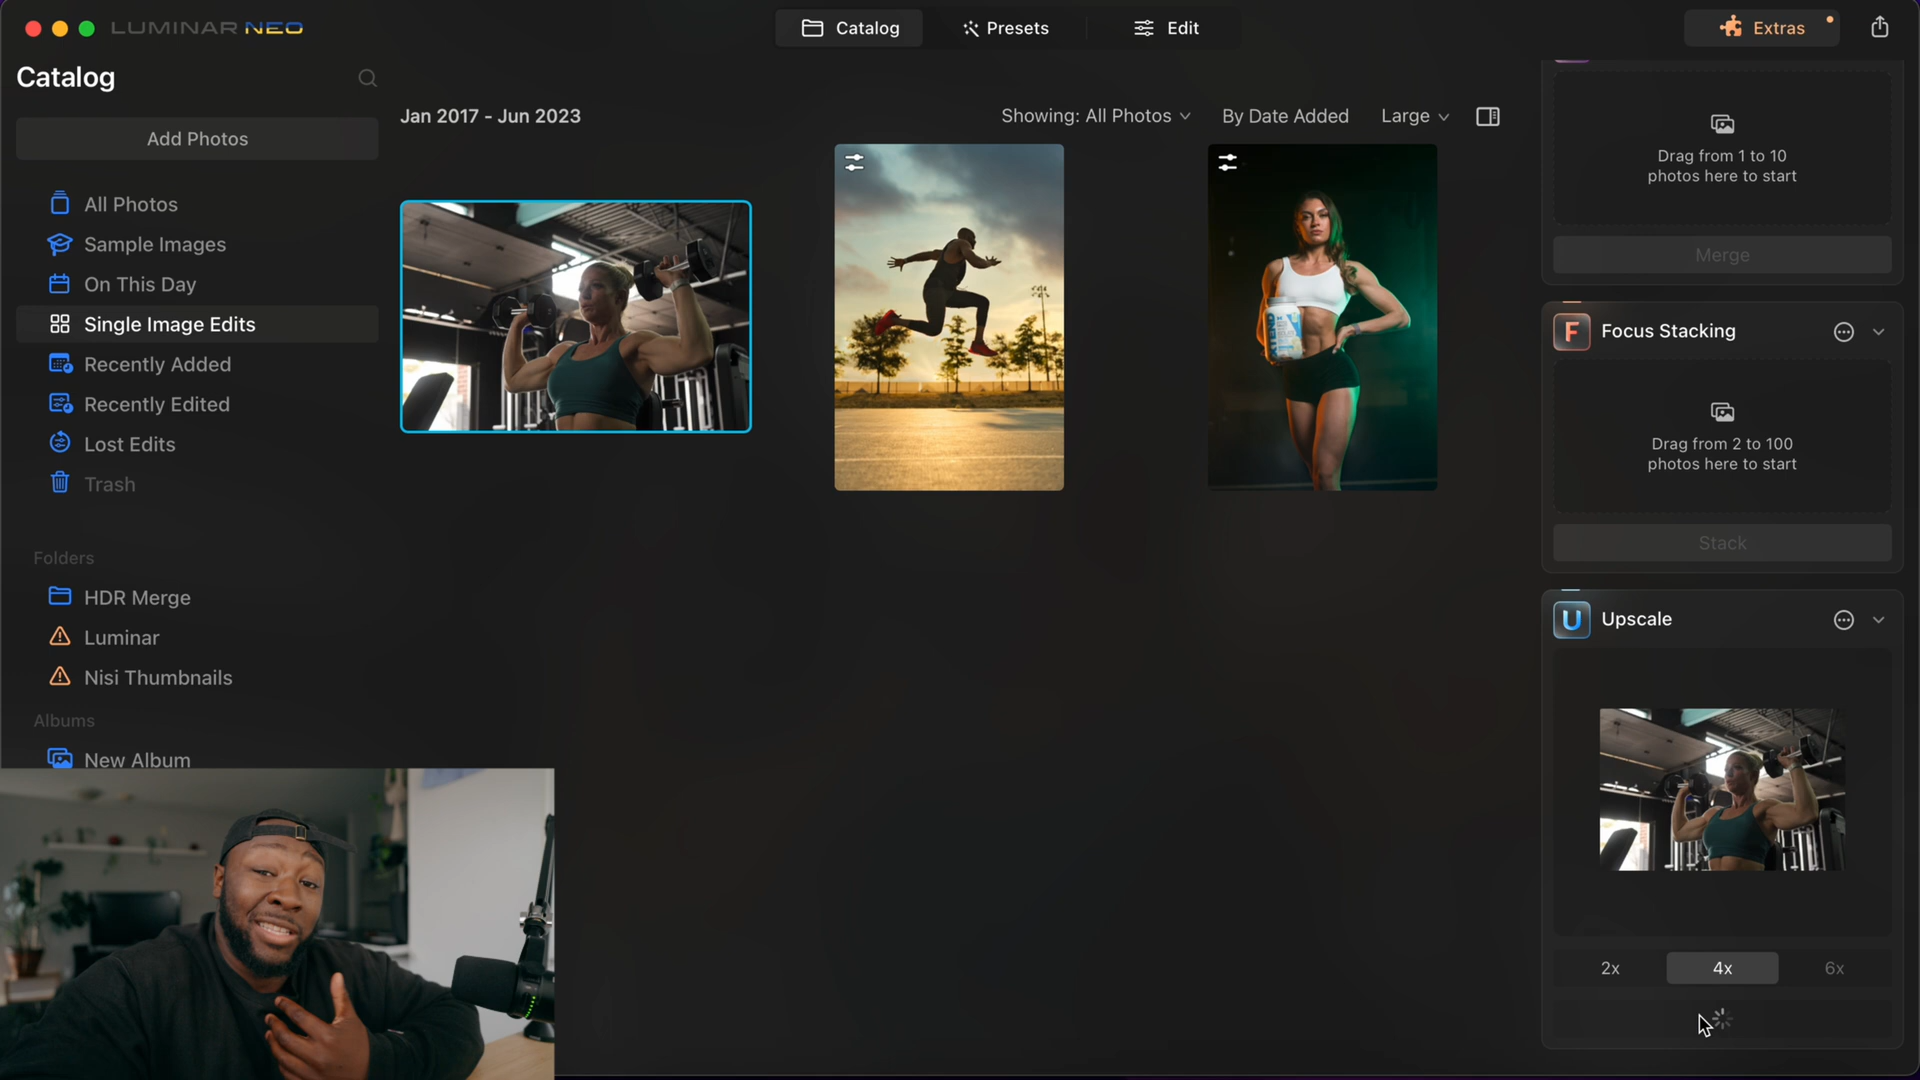 LUMINAR NEO
Catalog
Presets
Edit
Extras
Catalog
Add Photos
All Photos
Sample Images
On This Day
Single Image Edits
Recently Added
Recently Edited
Lost Edits
Trash
Folders
HDR Merge
Luminar
Nisi Thumbnails
Albums
New Album
Jan 2017 - Jun 2023
Showing: All Photos
By Date Added
Large
Drag from 1 to 10
photos here to start
Merge
F
Focus Stacking
Drag from 2 to 100
photos here to start
Stack
U
Upscale
2x
4x
6x